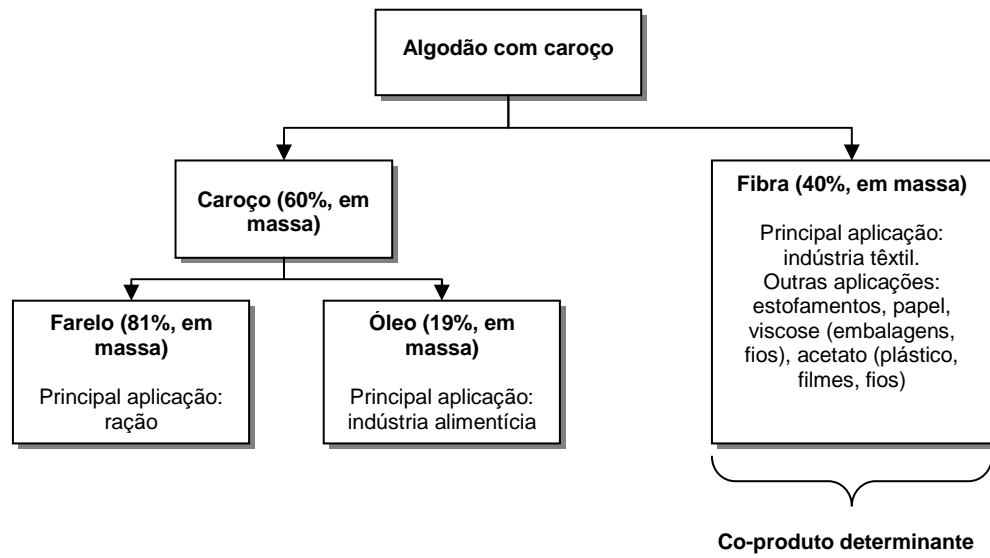 Algodão com caroço
Caroço (60%, em
massa)
Fibra (40%, em massa)
Principal aplicação:
indústria têxtil.
Outras aplicações:
estofamentos, papel,
viscose (embalagens,
fios), acetato (plástico,
filmes, fios)
Farelo (81%, em
massa)
Principal aplicação:
ração
Óleo (19%, em
massa)
Principal aplicação:
indústria alimentícia
Co-produto determinante